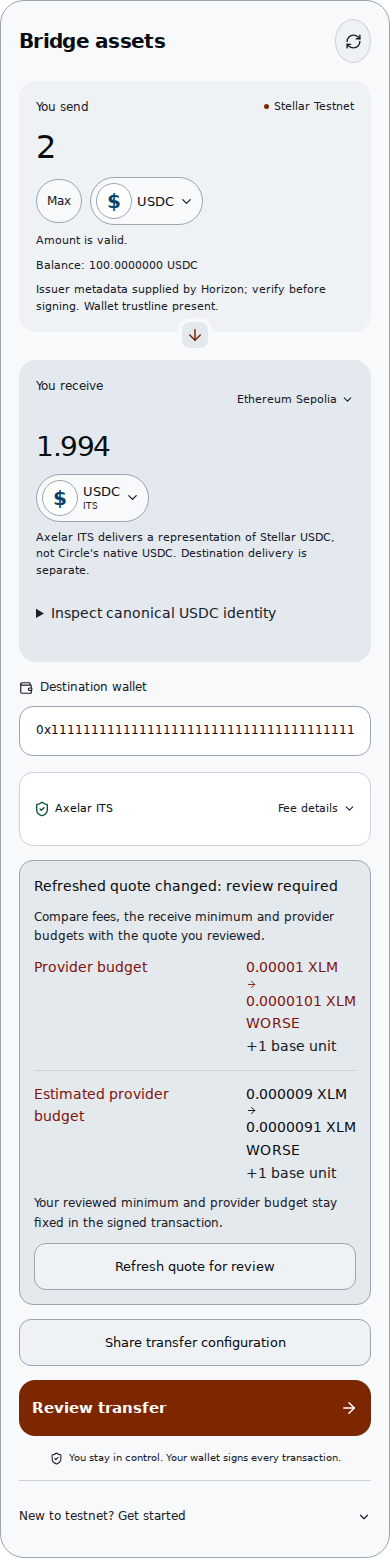 Bridge assets
You send
Stellar Testnet
2
Max
$ USDC
Amount is valid.
Balance: 100.0000000 USDC
Issuer metadata supplied by Horizon; verify before
signing. Wallet trustline present.
You receive
Ethereum Sepolia
1.994
$ USDC
ITS
Axelar ITS delivers a representation of Stellar USDC,
not Circle's native USDC. Destination delivery is
separate.
Inspect canonical USDC identity
Destination wallet
0x1111111111111111111111111111111111111111
Axelar ITS
Fee details
Refreshed quote changed: review required
Compare fees, the receive minimum and provider
budgets with the quote you reviewed.
Provider budget
0.00001 XLM
→
0.0000101 XLM
WORSE
+1 base unit
Estimated provider
budget
0.000009 XLM
→
0.0000091 XLM
WORSE
+1 base unit
Your reviewed minimum and provider budget stay
fixed in the signed transaction.
Refresh quote for review
Share transfer configuration
Review transfer →
You stay in control. Your wallet signs every transaction.
New to testnet? Get started